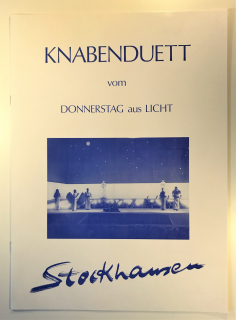 KNABENDUETT
vom
DONNERSTAG aus LICHT
Stockhausen